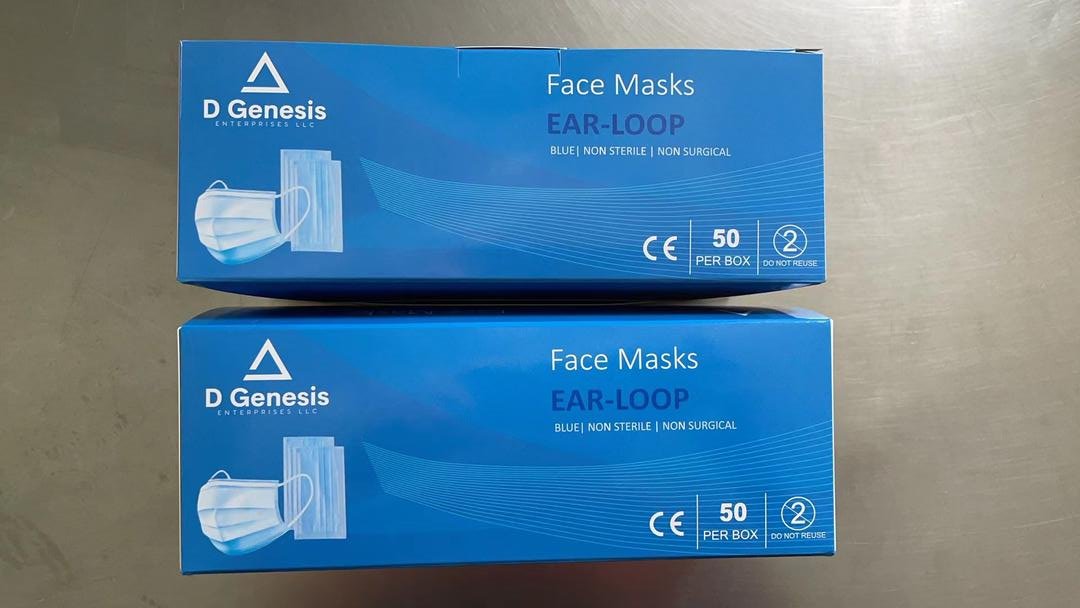 D Genesis
ENTERPRISES LLC
Face Masks
EAR-LOOP
BLUE| NON STERILE | NON SURGICAL
CE
50
PER BOX
2
DO NOT REUSE
D Genesis
ENTERPRISES LLC
Face Masks
EAR-LOOP
BLUE| NON STERILE | NON SURGICAL
CE
50
PER BOX
2
DO NOT REUSE